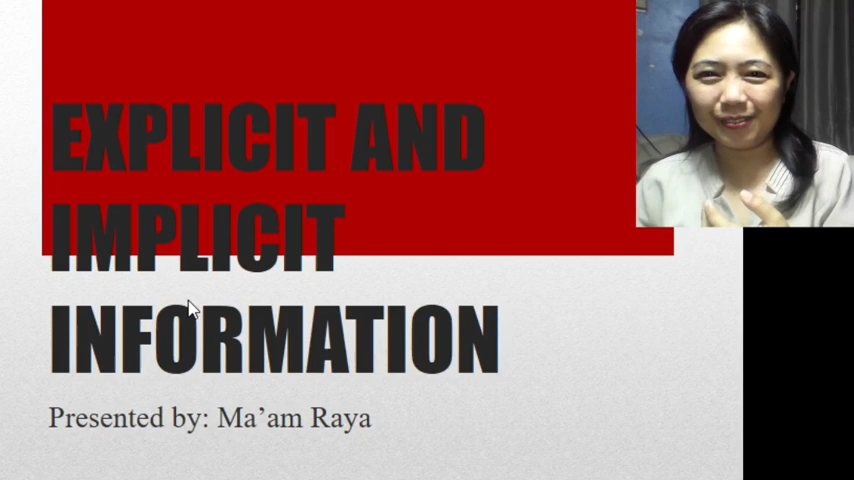 EXPLICIT AND
IMPLICIT
INFORMATION
Presented by: Ma’am Raya